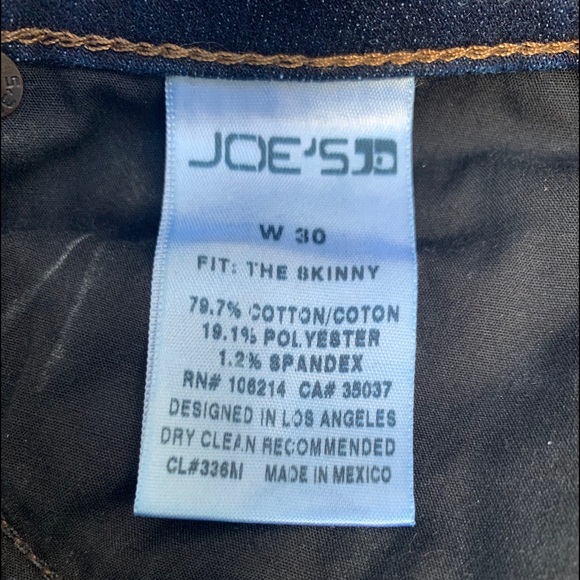 JOE'S JD
W 30
FIT: THE SKINNY
79.7% COTTON/COTON
19.1% POLYESTER
1.2% SPANDEX
RN# 106214 CA# 35037
DESIGNED IN LOS ANGELES
DRY CLEAN RECOMMENDED
CL#336M MADE IN MEXICO